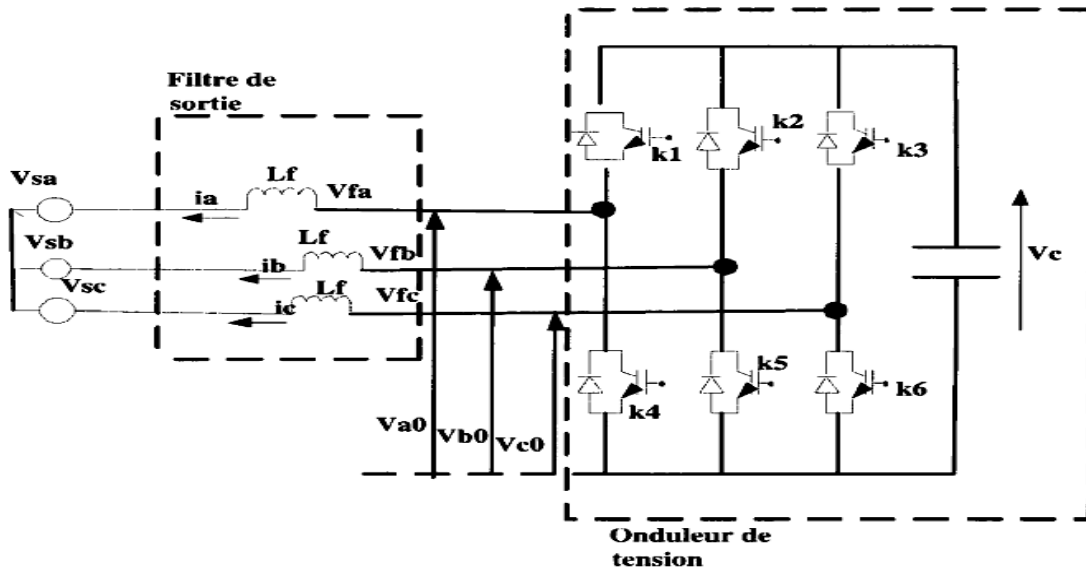 Filtre de
sortie
k1
k2
k3
Vsa
ia
Lf
Vfa
Vsb
ib
Lf
Vfb
Vsc
ic
Lf
Vfc
Vc
k4
k5
k6
Va0
Vb0
Vc0
Onduleur de
tension